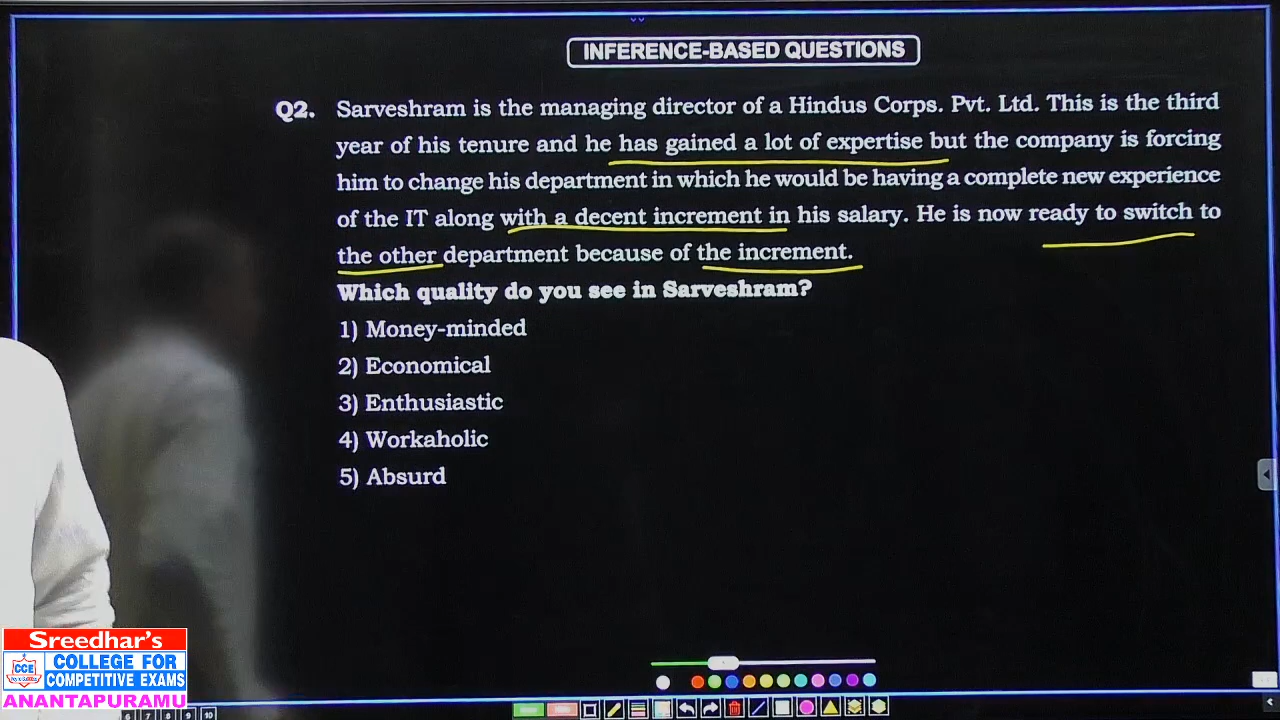 INFERENCE-BASED QUESTIONS
Q2. Sarveshram is the managing director of a Hindus Corps. Pvt. Ltd. This is the third
year of his tenure and he has gained a lot of expertise but the company is forcing
him to change his department in which he would be having a complete new experience
of the IT along with a decent increment in his salary. He is now ready to switch to
the other department because of the increment.
Which quality do you see in Sarveshram?
1) Money-minded
2) Economical
3) Enthusiastic
4) Workaholic
5) Absurd
Sreedhar's
CCE
COLLEGE FOR
COMPETITIVE EXAMS
ANANTAPURAMU
6 7 8 9 10